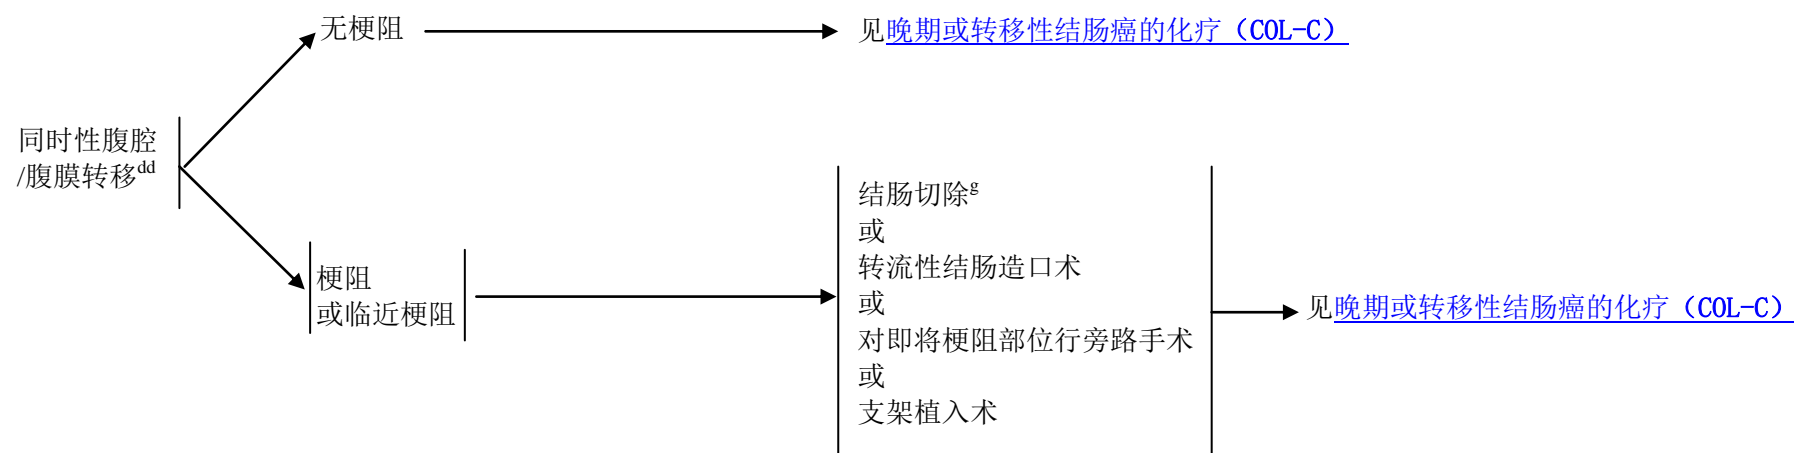 无梗阻
见晚期或转移性结肠癌的化疗（COL-C）
同时性腹腔
/腹膜转移dd
梗阻
或临近梗阻
结肠切除g
或
转流性结肠造口术
或
对即将梗阻部位行旁路手术
或
支架植入术
见晚期或转移性结肠癌的化疗（COL-C）